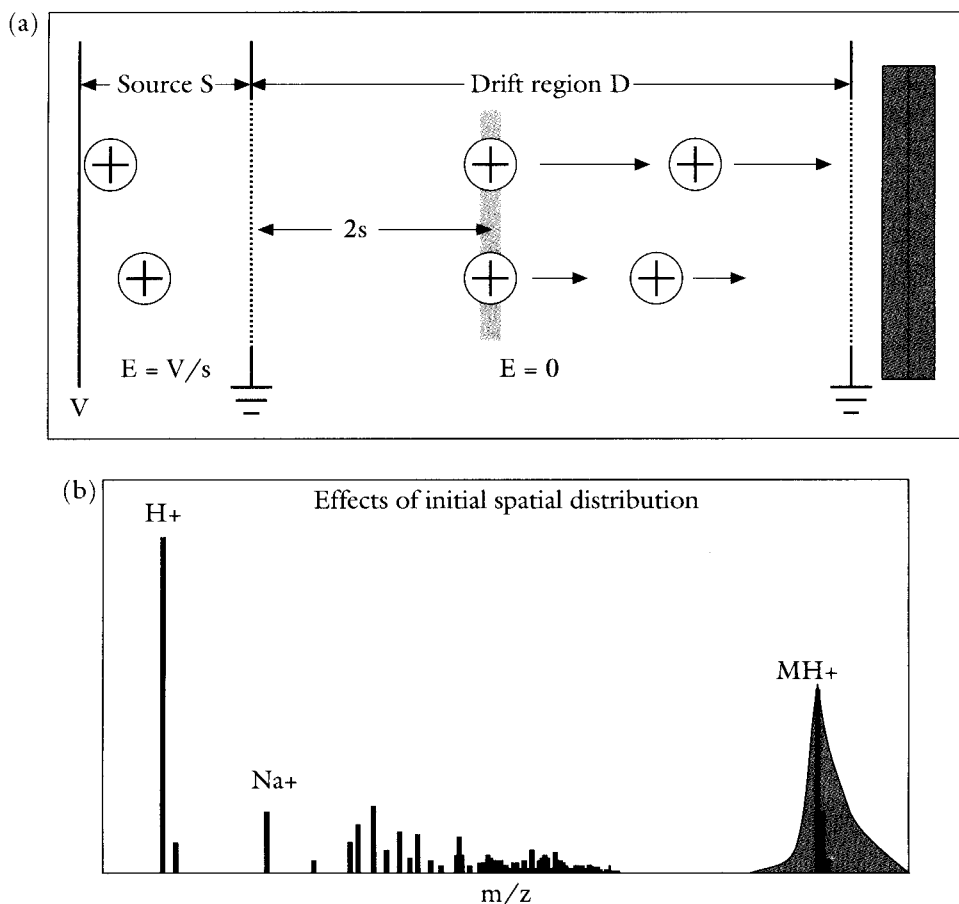 (a)
Source S
Drift region D
2s
E = V/s
E = 0
V
(b)
Effects of initial spatial distribution
H+
MH+
Na+
m/z